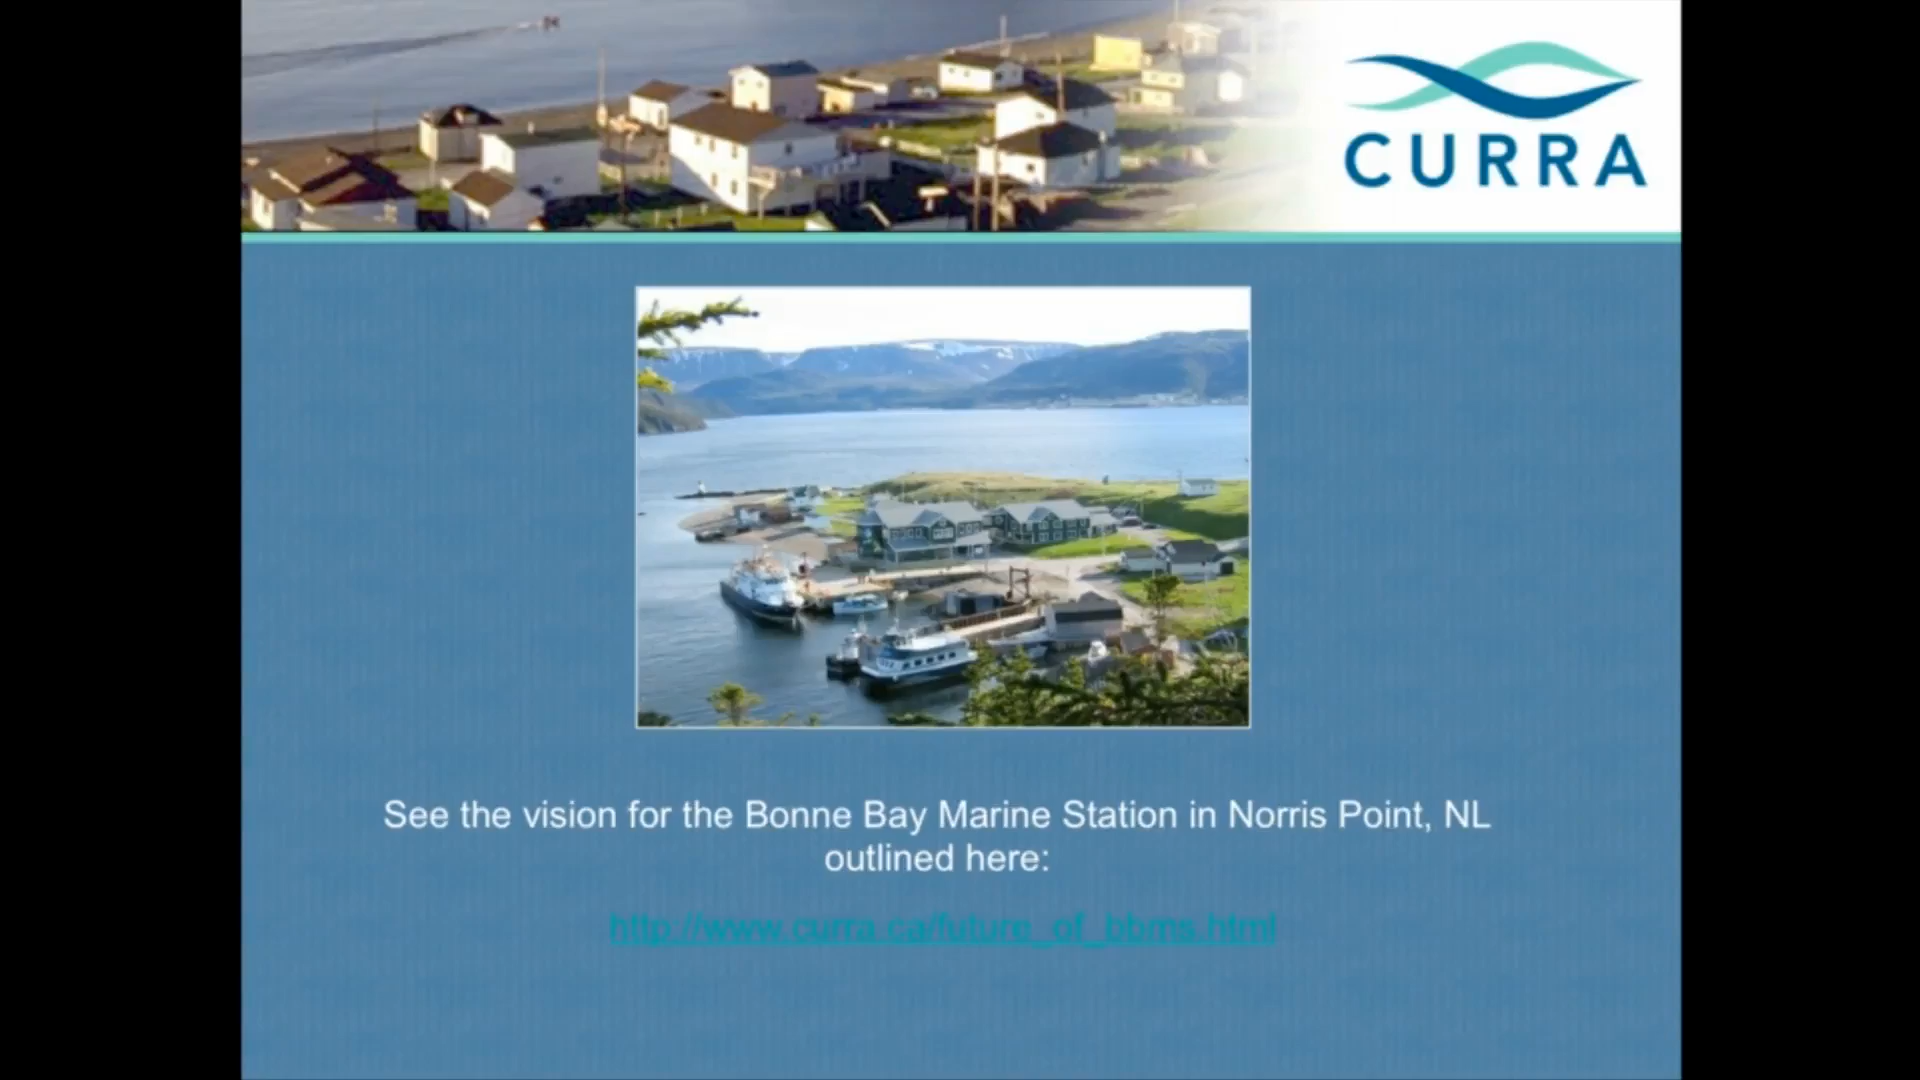 CURRA
See the vision for the Bonne Bay Marine Station in Norris Point, NL
outlined here:
http://www.curra.ca/future_of_bbms.html